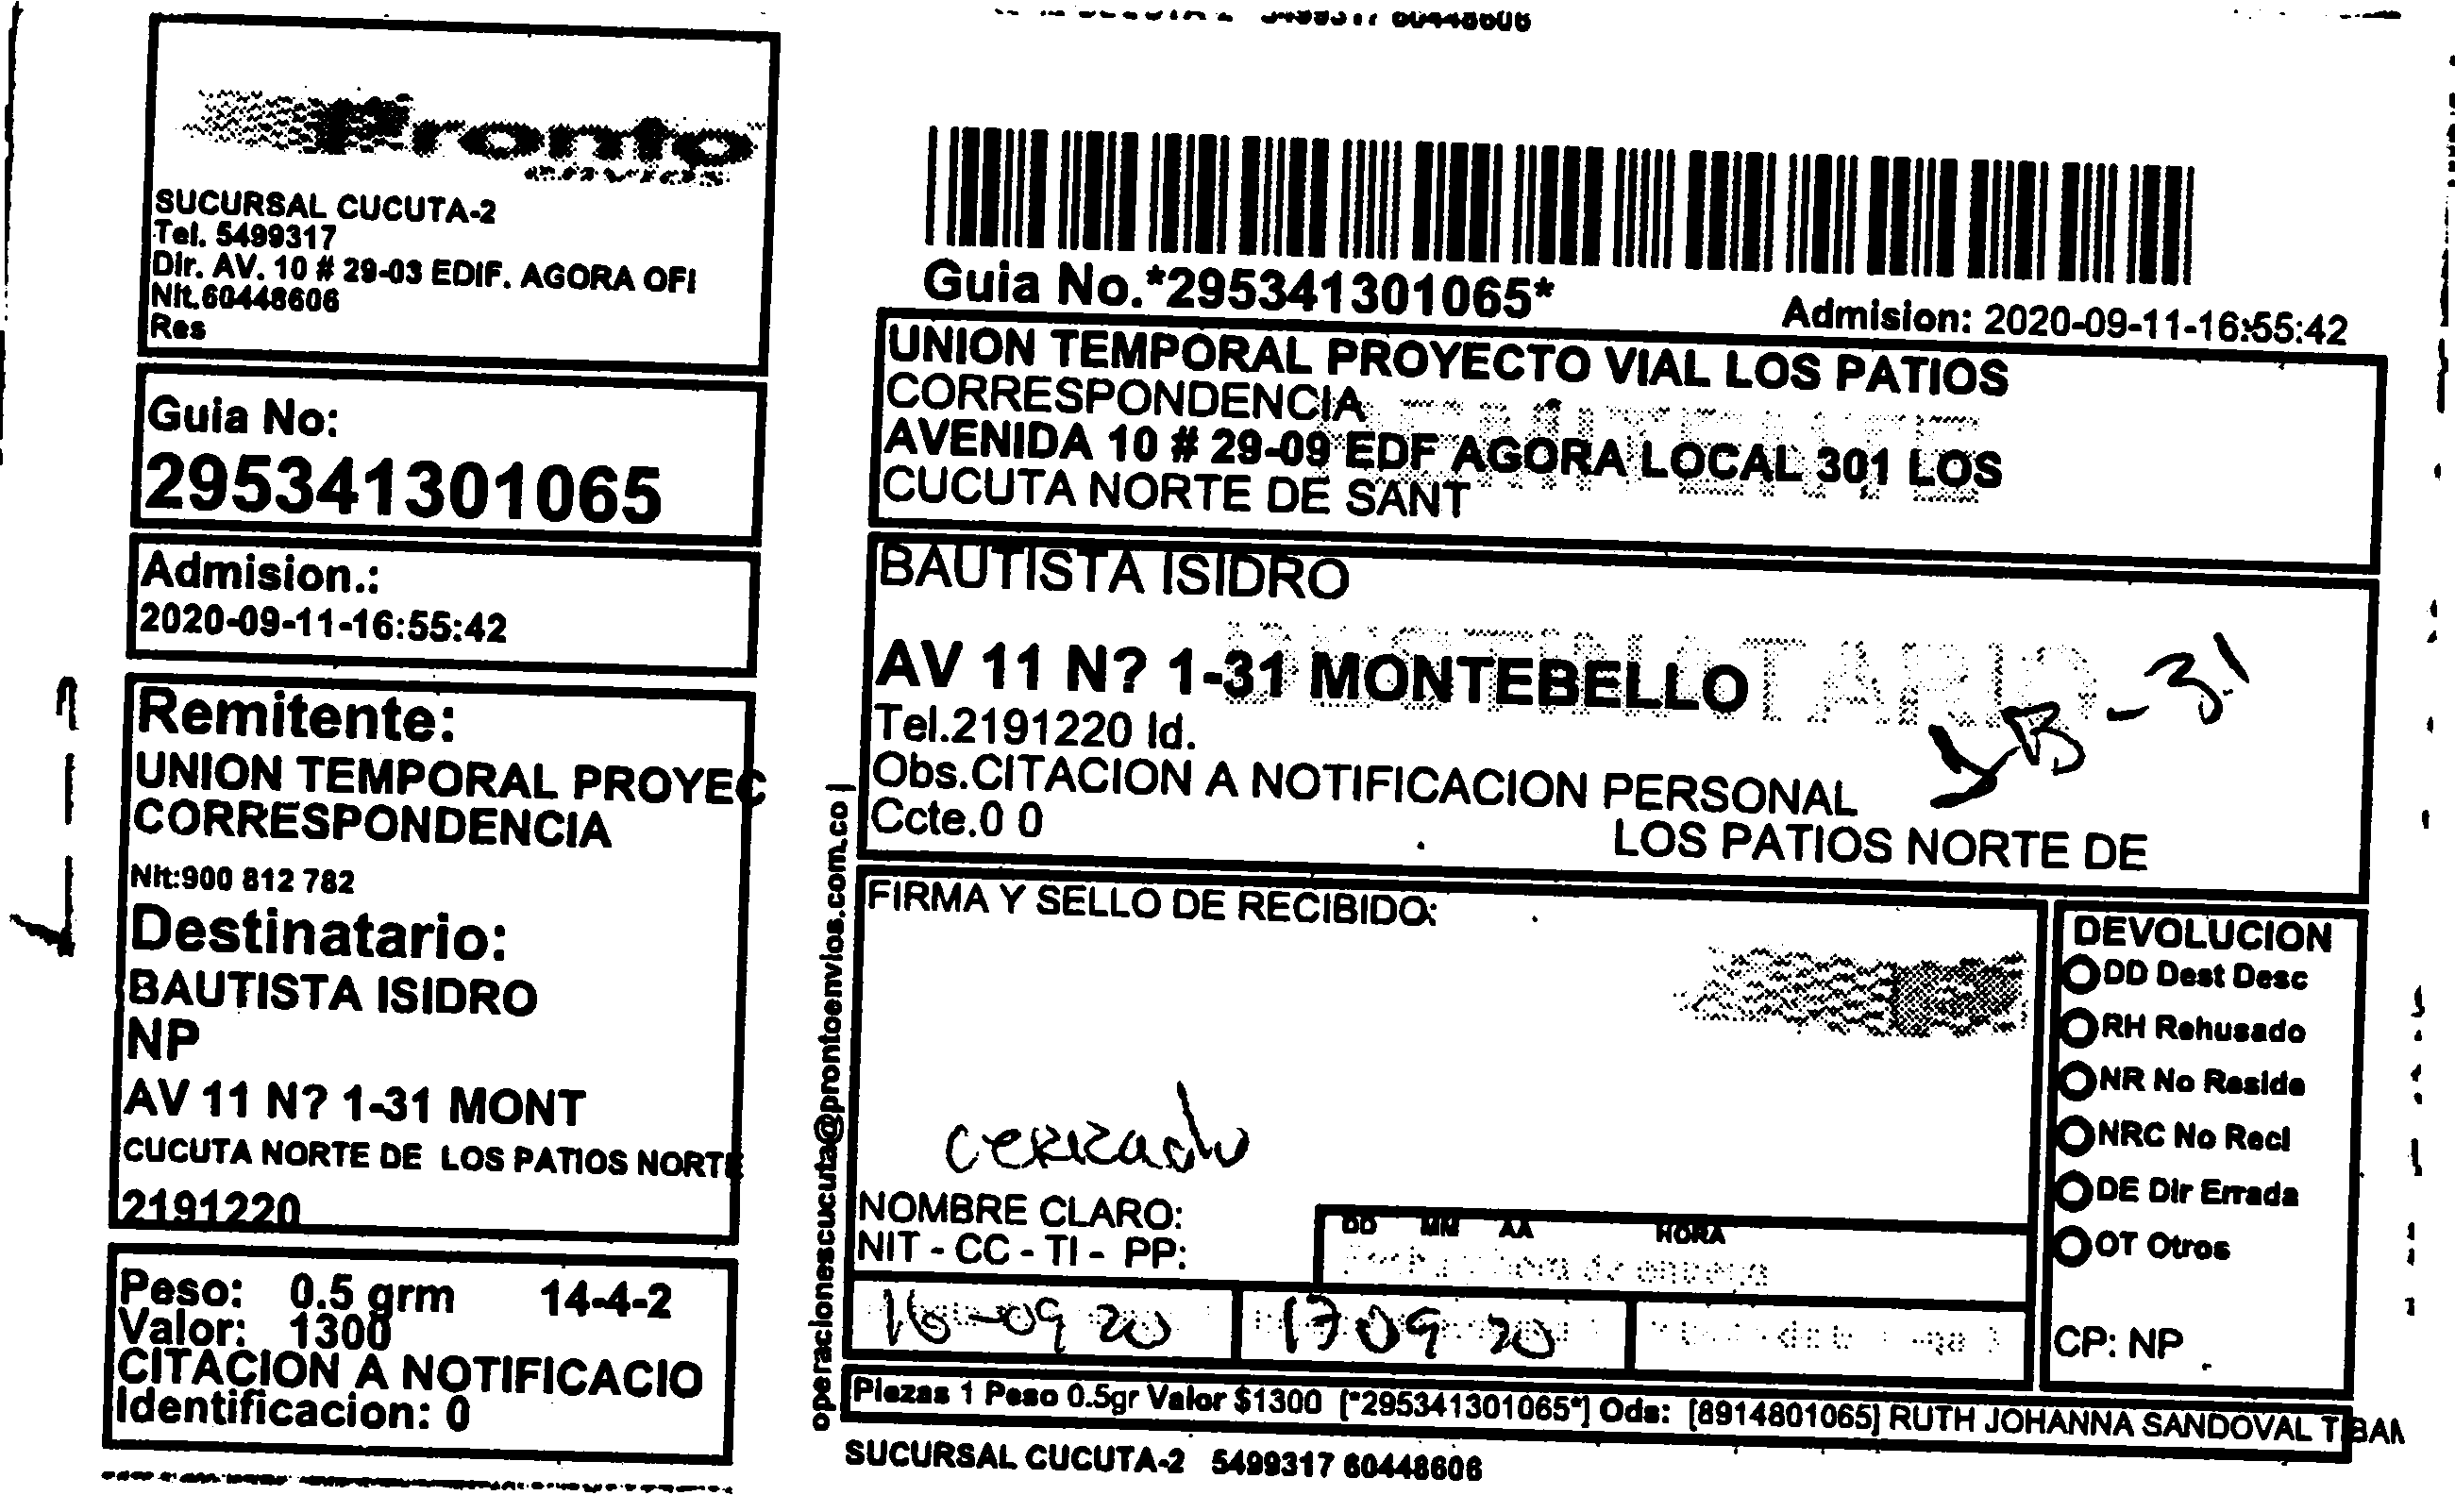 Pronto
envios
SUCURSAL CUCUTA-2
Tel. 5499317
Dir. AV. 10 # 29-03 EDIF. AGORA OFI
Nit.60448606
Res
Guia No:
295341301065
Admision.:
2020-09-11-16:55:42
Remitente:
UNION TEMPORAL PROYEC
CORRESPONDENCIA
Nit:900 812 782
Destinatario:
BAUTISTA ISIDRO
NP
AV 11 N? 1-31 MONT
CUCUTA NORTE DE LOS PATIOS NORTE
2191220
Peso: 0.5 grm 14-4-2
Valor: 1300
CITACION A NOTIFICACIO
Identificacion: 0
5499317 60448606
Guia No.*295341301065*
Admision: 2020-09-11-16:55:42
UNION TEMPORAL PROYECTO VIAL LOS PATIOS
CORRESPONDENCIA
REMITENTE
AVENIDA 10 # 29-09 EDF AGORA LOCAL 301 LOS
CUCUTA NORTE DE SANT
BAUTISTA ISIDRO
DESTINATARIO
AV 11 N? 1-31 MONTEBELLO
Tel.2191220 Id.
Obs.CITACION A NOTIFICACION PERSONAL
Ccte.0 0
LOS PATIOS NORTE DE
operacionescucuta@prontoenvios.com.co |
FIRMA Y SELLO DE RECIBIDO:
cerrado
NOMBRE CLARO:
NIT - CC - TI - PP:
DD MM AA HORA
16-09 20
17 09 20
DEVOLUCION
DD Dest Desc
RH Rehusado
NR No Reside
NRC No Recl
DE Dir Errada
OT Otros
CP: NP
Piezas 1 Peso 0.5gr Valor $1300 [*295341301065*] Ods: [8914801065] RUTH JOHANNA SANDOVAL TIBAM
SUCURSAL CUCUTA-2 5499317 60448606